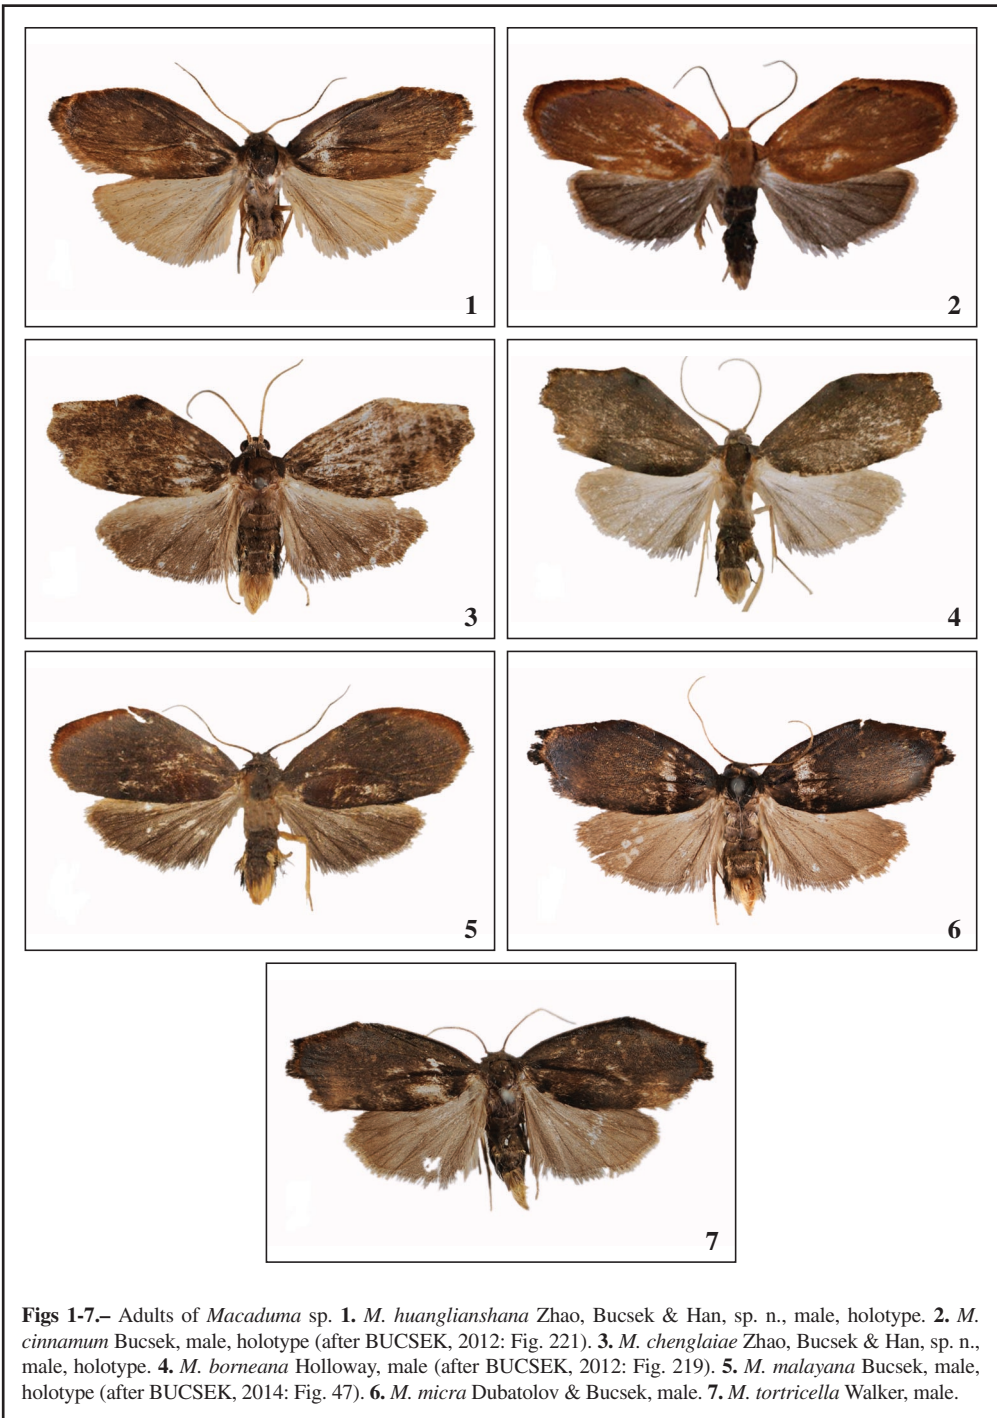 1
2
3
4
5
6
7
Figs 1-7.– Adults of Macaduma sp. 1. M. huanglianshana Zhao, Bucsek & Han, sp. n., male, holotype. 2. M.
cinnamum Bucsek, male, holotype (after BUCSEK, 2012: Fig. 221). 3. M. chenglaiae Zhao, Bucsek & Han, sp. n.,
male, holotype. 4. M. borneana Holloway, male (after BUCSEK, 2012: Fig. 219). 5. M. malayana Bucsek, male,
holotype (after BUCSEK, 2014: Fig. 47). 6. M. micra Dubatolov & Bucsek, male. 7. M. tortricella Walker, male.